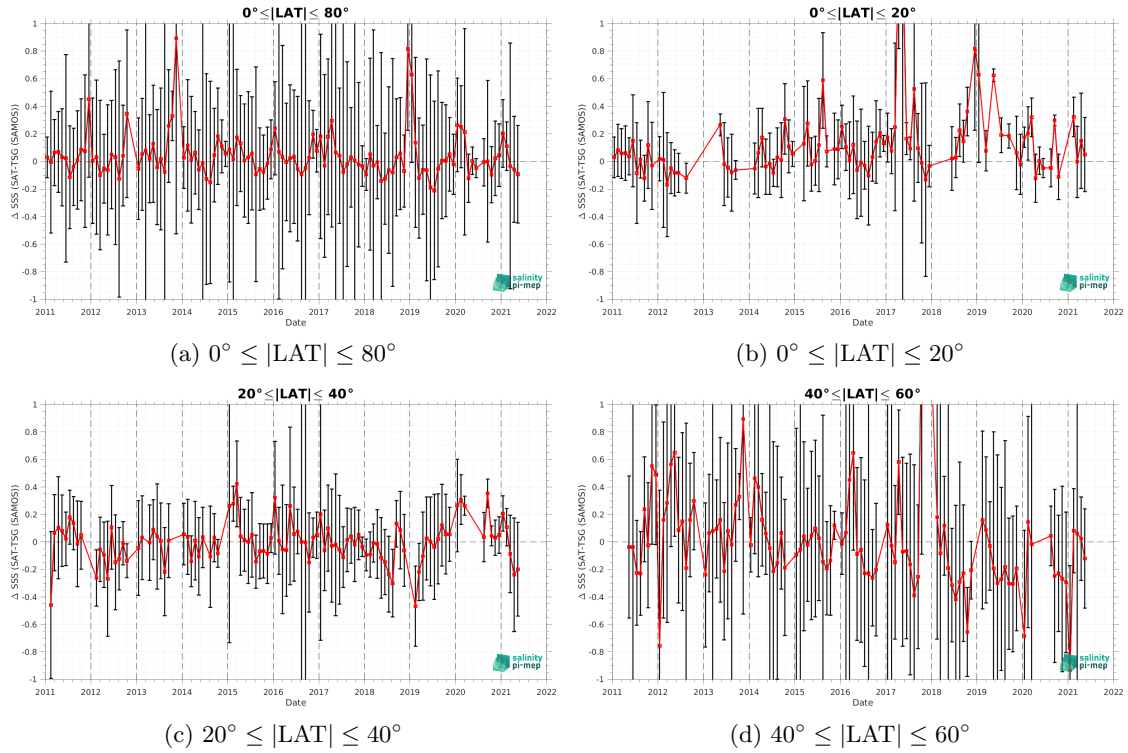 0°≤|LAT|≤ 80°
Δ SSS (SAT-TSG (SAMOS))
1
0.8
0.6
0.4
0.2
0
-0.2
-0.4
-0.6
-0.8
-1
salinity
pi-mep
2011 2012 2013 2014 2015 2016 2017 2018 2019 2020 2021 2022
Date
(a) 0° ≤ |LAT| ≤ 80°
0°≤|LAT|≤ 20°
Δ SSS (SAT-TSG (SAMOS))
1
0.8
0.6
0.4
0.2
0
-0.2
-0.4
-0.6
-0.8
-1
salinity
pi-mep
2011 2012 2013 2014 2015 2016 2017 2018 2019 2020 2021 2022
Date
(b) 0° ≤ |LAT| ≤ 20°
20°≤|LAT|≤ 40°
Δ SSS (SAT-TSG (SAMOS))
1
0.8
0.6
0.4
0.2
0
-0.2
-0.4
-0.6
-0.8
-1
salinity
pi-mep
2011 2012 2013 2014 2015 2016 2017 2018 2019 2020 2021 2022
Date
(c) 20° ≤ |LAT| ≤ 40°
40°≤|LAT|≤ 60°
Δ SSS (SAT-TSG (SAMOS))
1
0.8
0.6
0.4
0.2
0
-0.2
-0.4
-0.6
-0.8
-1
salinity
pi-mep
2011 2012 2013 2014 2015 2016 2017 2018 2019 2020 2021 2022
Date
(d) 40° ≤ |LAT| ≤ 60°